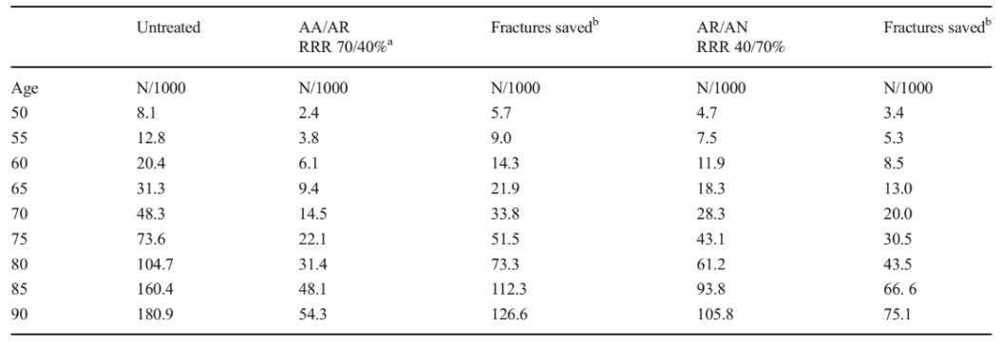 Untreated AA/AR Fractures savedb AR/AN Fractures savedb
RRR 70/40%a RRR 40/70%
Age N/1000 N/1000 N/1000 N/1000 N/1000
50 8.1 2.4 5.7 4.7 3.4
55 12.8 3.8 9.0 7.5 5.3
60 20.4 6.1 14.3 11.9 8.5
65 31.3 9.4 21.9 18.3 13.0
70 48.3 14.5 33.8 28.3 20.0
75 73.6 22.1 51.5 43.1 30.5
80 104.7 31.4 73.3 61.2 43.5
85 160.4 48.1 112.3 93.8 66. 6
90 180.9 54.3 126.6 105.8 75.1